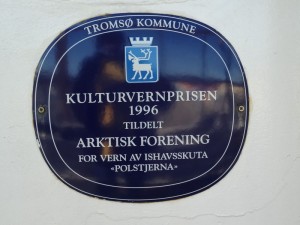 TROMSØ KOMMUNE
KULTURVERNPRISEN
1996
TILDELT
ARKTISK FORENING
FOR VERN AV ISHAVSSKUTA
«POLSTJERNA»